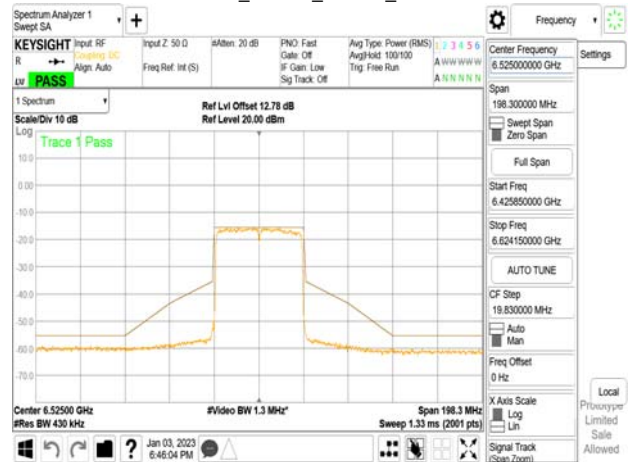 Spectrum Analyzer 1
Swept SA
Frequency
KEYSIGHT
R
LW PASS
Input: RF
Coupling: DC
Align: Auto
Input Z: 50 Ω
Freq Ref: Int (S)
#Atten: 20 dB
PNO: Fast
Gate: Off
IF Gain: Low
Sig Track: Off
Avg Type: Power (RMS)
Avg|Hold: 100/100
Trig: Free Run
1 2 3 4 5 6
A W W W W W
A N N N N N
1 Spectrum
Scale/Div 10 dB
Ref Lvl Offset 12.78 dB
Ref Level 20.00 dBm
Log
Trace 1 Pass
10.0
0.00
-10.0
-20.0
-30.0
-40.0
-50.0
-60.0
-70.0
Center 6.52500 GHz
#Res BW 430 kHz
#Video BW 1.3 MHz*
Span 198.3 MHz
Sweep 1.33 ms (2001 pts)
Center Frequency
6.525000000 GHz
Settings
Span
198.300000 MHz
Swept Span
Zero Span
Full Span
Start Freq
6.425850000 GHz
Stop Freq
6.624150000 GHz
AUTO TUNE
CF Step
19.830000 MHz
Auto
Man
Freq Offset
0 Hz
X Axis Scale
Log
Lin
Signal Track
(Span Zoom)
Local
Prototype
Limited
Sale
Allowed
?
Jan 03, 2023
6:46:04 PM